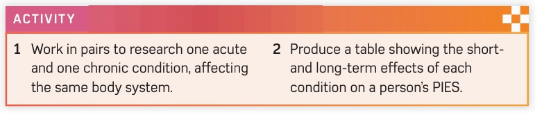 ACTIVITY
1 Work in pairs to research one acute
and one chronic condition, affecting
the same body system.
2 Produce a table showing the short-
and long-term effects of each
condition on a person's PIES.